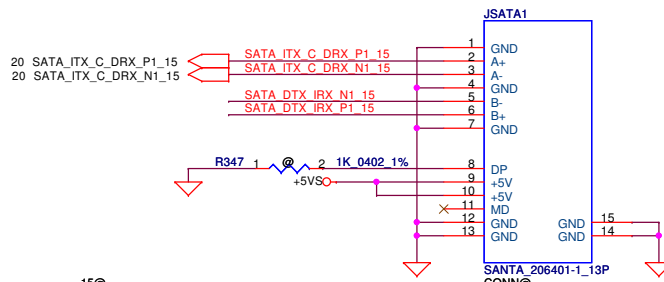 JSATA1
1 GND
20 SATA_ITX_C_DRX_P1_15 SATA_ITX_C_DRX_P1_15 2 A+
20 SATA_ITX_C_DRX_N1_15 SATA_ITX_C_DRX_N1_15 3 A-
4 GND
SATA_DTX_IRX_N1_15 5 B-
SATA_DTX_IRX_P1_15 6 B+
7 GND
R347 1 @ 2 1K_0402_1% 8 DP
+5VS 9 +5V
10 +5V
11 MD
12 GND GND 15
13 GND GND 14
SANTA_206401-1_13P
15@ CONN@